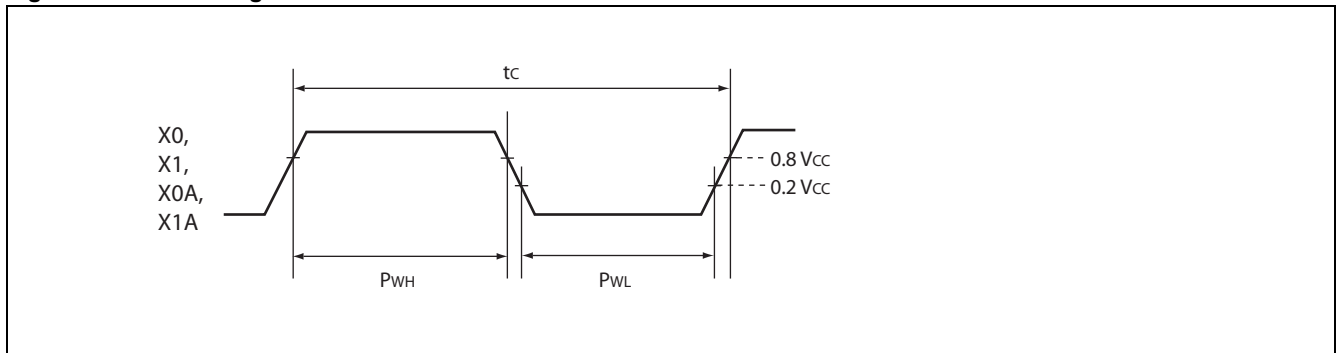 tC
X0,
X1,
X0A,
X1A
0.8 VCC
0.2 VCC
PWH
PWL